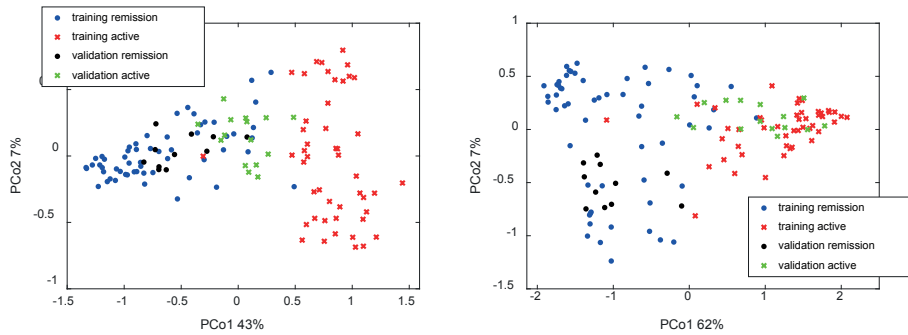 training remission
training active
validation remission
validation active
0
-0.5
-1
-1.5
-1
-0.5
0
0.5
1
1.5
PCo2 7%
PCo1 43%
1
0.5
0
-0.5
-1
-1.5
-2
-1
0
1
2
PCo2 7%
PCo1 62%
training remission
training active
validation remission
validation active